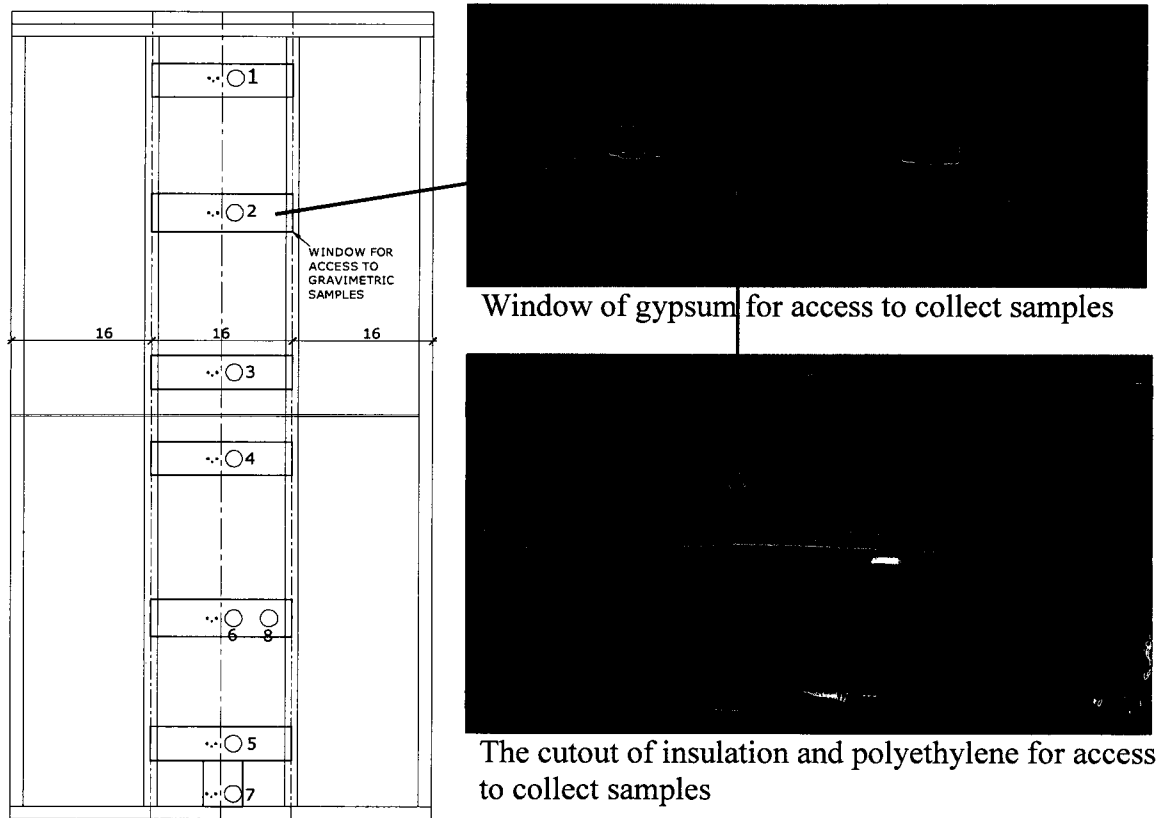 1
2
WINDOW FOR
ACCESS TO
GRAVIMETRIC
SAMPLES
16 16 16
3
4
6 8
5
7
Window of gypsum for access to collect samples
The cutout of insulation and polyethylene for access
to collect samples